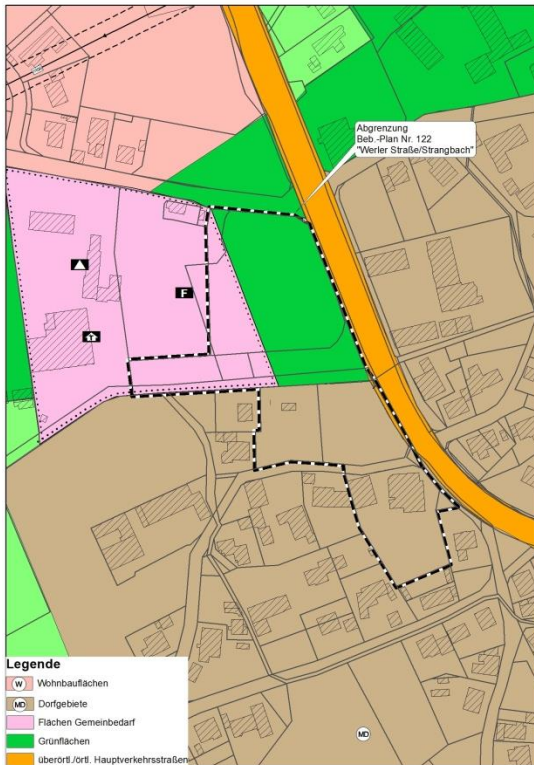 Abgrenzung
Beb.-Plan Nr. 122
"Werler Straße/Strangbach"
F
MD
Legende
W Wohnbauflächen
MD Dorfgebiete
Flächen Gemeinbedarf
Grünflächen
überörtl./örtl. Hauptverkehrsstraßen